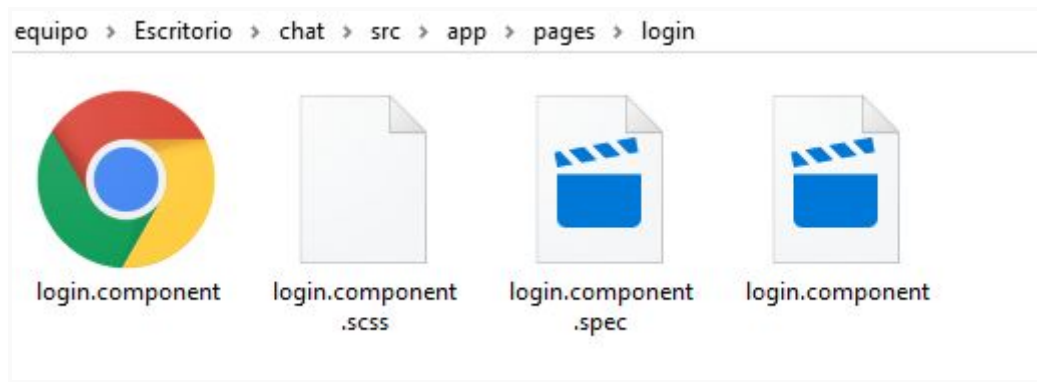 equipo > Escritorio > chat > src > app > pages > login
login.component
login.component
.scss
login.component
.spec
login.component